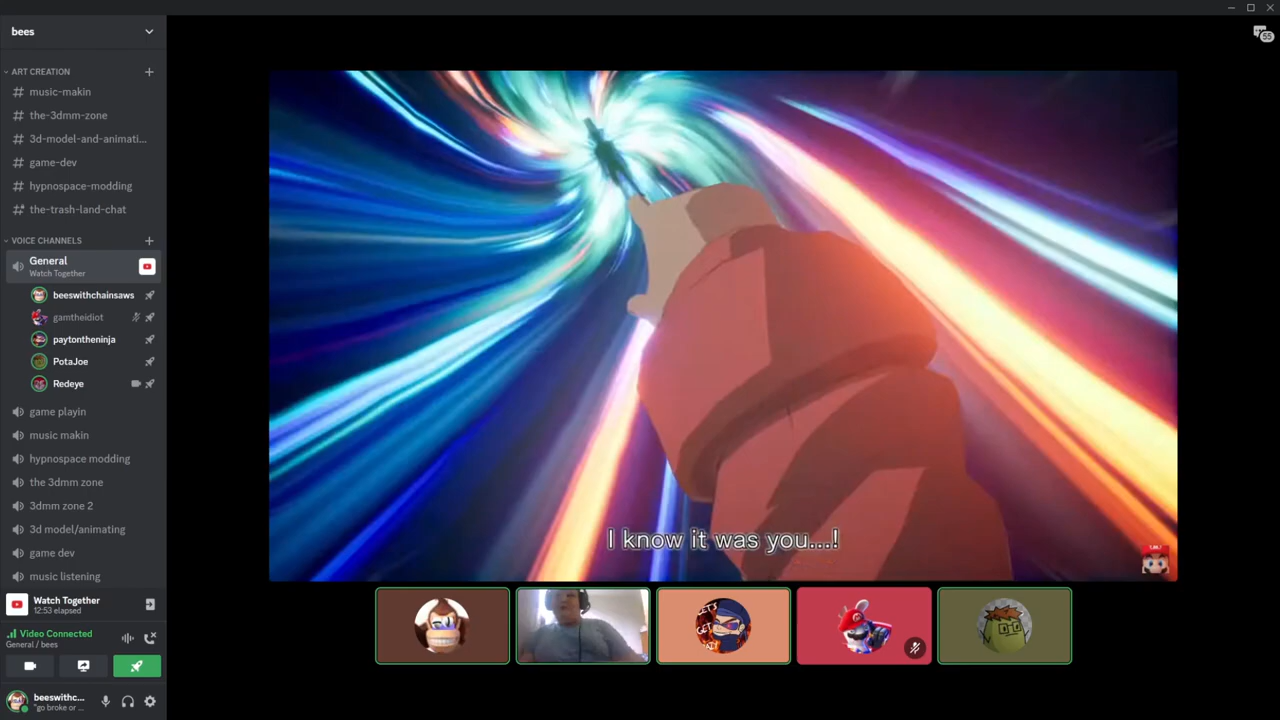 bees
ART CREATION
music-makin
the-3dmm-zone
3d-model-and-animati...
game-dev
hypnospace-modding
the-trash-land-chat
VOICE CHANNELS
General
Watch Together
beeswithchainsaws
gamtheidiot
paytontheninja
PotaJoe
Redeye
game playin
music makin
hypnospace modding
the 3dmm zone
3dmm zone 2
3d model/animating
game dev
music listening
Watch Together
12:53 elapsed
Video Connected
General / bees
beeswithc...
"go broke or ...
55
I know it was you...!
LETS
GET